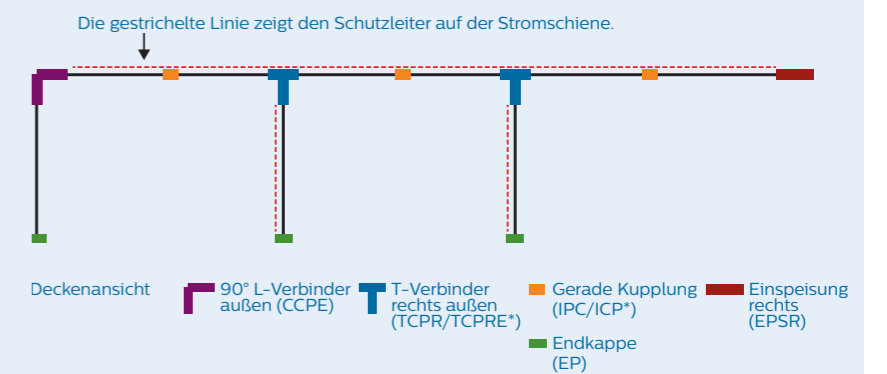 Die gestrichelte Linie zeigt den Schutzleiter auf der Stromschiene.
Deckenansicht
90° L-Verbinder
außen (CCPE)
T-Verbinder
rechts außen
(TCPR/TCPRE*)
Gerade Kupplung
(IPC/ICP*)
Endkappe
(EP)
Einspeisung
rechts
(EPSR)